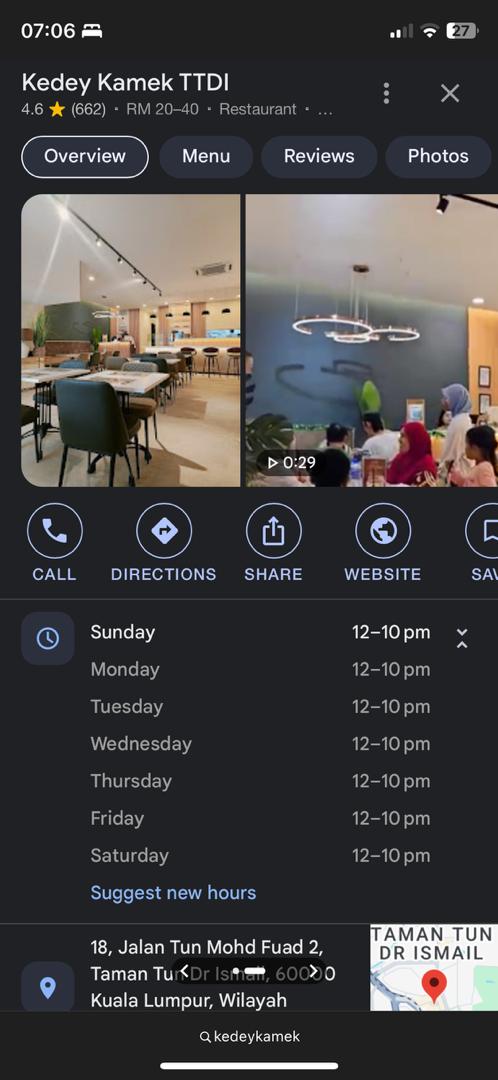 07:06
27
Kedey Kamek TTDI
4.6 ★ (662) · RM 20–40 · Restaurant · ...
Overview Menu Reviews Photos
0:29
CALL DIRECTIONS SHARE WEBSITE SAV
Sunday 12–10 pm
Monday 12–10 pm
Tuesday 12–10 pm
Wednesday 12–10 pm
Thursday 12–10 pm
Friday 12–10 pm
Saturday 12–10 pm
Suggest new hours
18, Jalan Tun Mohd Fuad 2,
Taman Tun Dr Ismail, 60000
Kuala Lumpur, Wilayah
TAMAN TUN
DR ISMAIL
kedeykamek